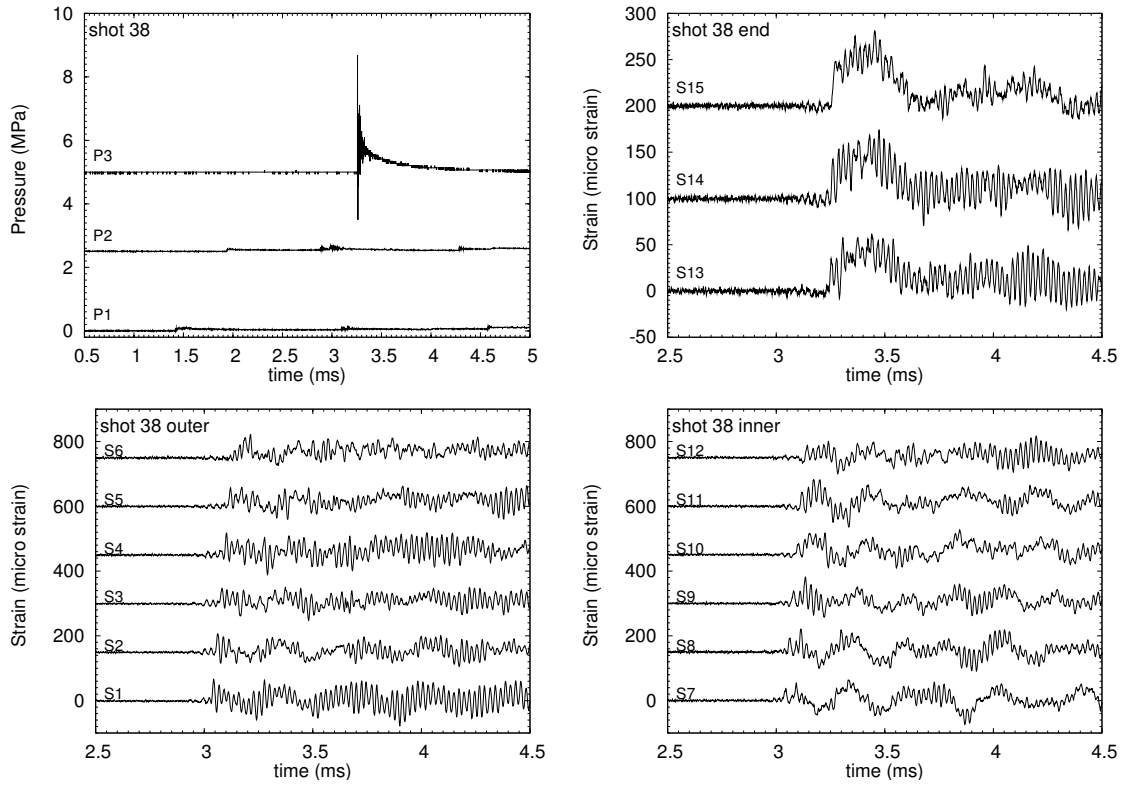 shot 38
10
8
6
4
2
0
Pressure (MPa)
P3
P2
P1
0.5 1 1.5 2 2.5 3 3.5 4 4.5 5
time (ms)
shot 38 end
300
250
200
150
100
50
0
-50
Strain (micro strain)
S15
S14
S13
2.5 3 3.5 4 4.5
time (ms)
shot 38 outer
800
600
400
200
0
Strain (micro strain)
S6
S5
S4
S3
S2
S1
2.5 3 3.5 4 4.5
time (ms)
shot 38 inner
800
600
400
200
0
Strain (micro strain)
S12
S11
S10
S9
S8
S7
2.5 3 3.5 4 4.5
time (ms)